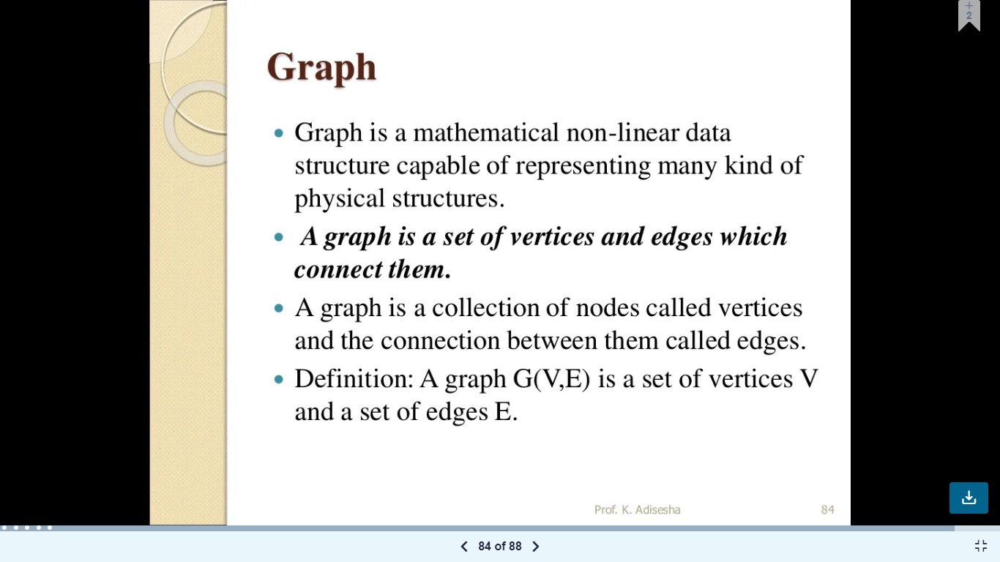 +
2
Graph
• Graph is a mathematical non-linear data
structure capable of representing many kind of
physical structures.
• A graph is a set of vertices and edges which
connect them.
• A graph is a collection of nodes called vertices
and the connection between them called edges.
• Definition: A graph G(V,E) is a set of vertices V
and a set of edges E.
Prof. K. Adisesha 84
84 of 88